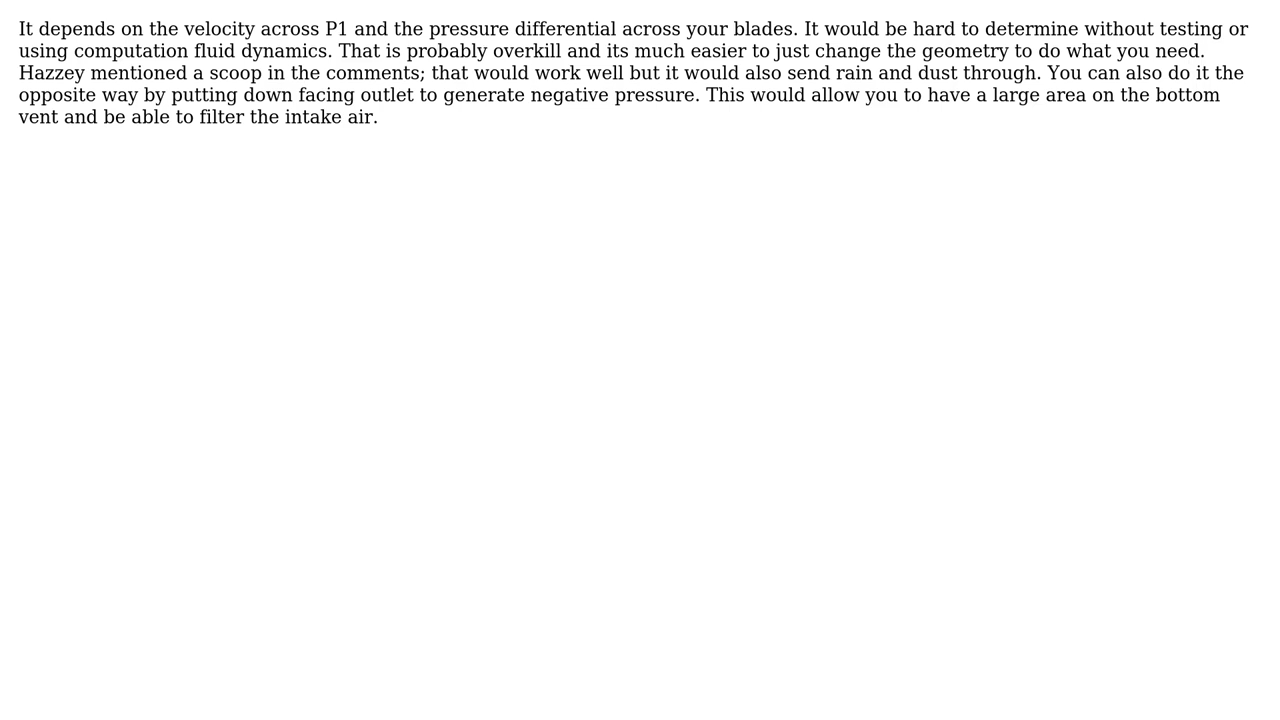 It depends on the velocity across P1 and the pressure differential across your blades. It would be hard to determine without testing or
using computation fluid dynamics. That is probably overkill and its much easier to just change the geometry to do what you need.
Hazzey mentioned a scoop in the comments; that would work well but it would also send rain and dust through. You can also do it the
opposite way by putting down facing outlet to generate negative pressure. This would allow you to have a large area on the bottom
vent and be able to filter the intake air.